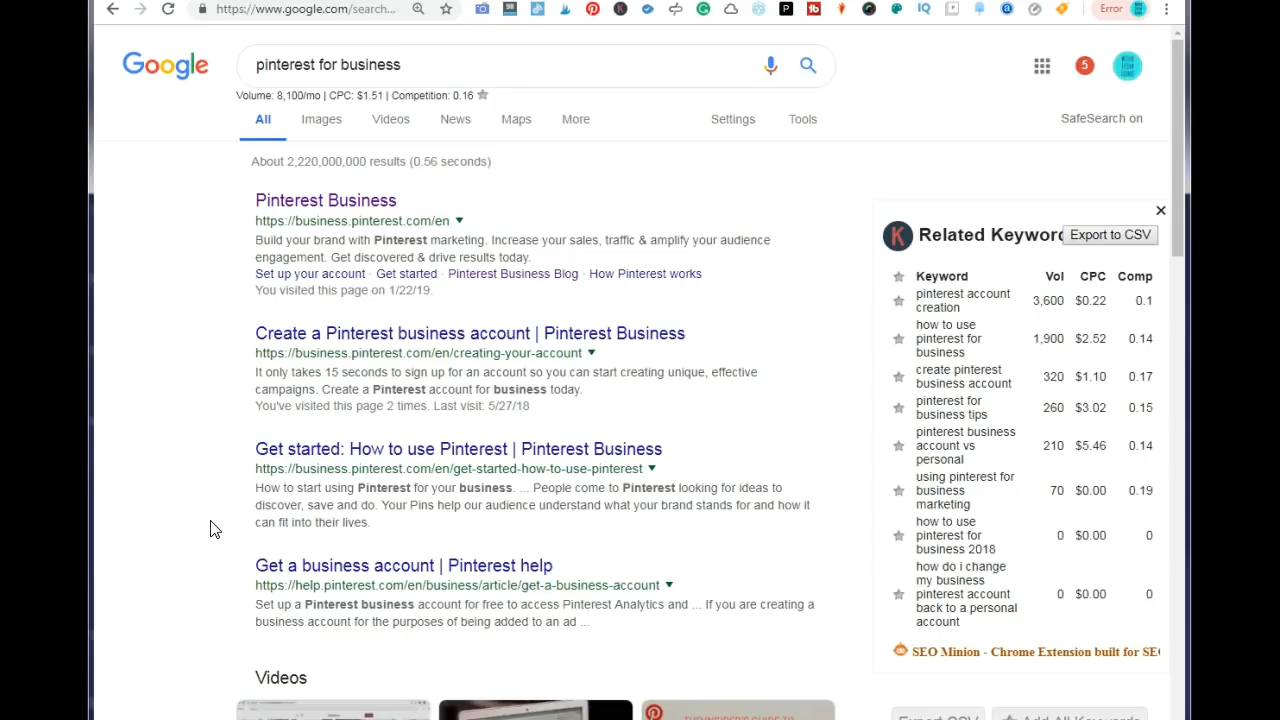 https://www.google.com/search...
Error
Google
pinterest for business
5
Volume: 8,100/mo | CPC: $1.51 | Competition: 0.16
All
Images
Videos
News
Maps
More
Settings
Tools
SafeSearch on
About 2,220,000,000 results (0.56 seconds)
Pinterest Business
https://business.pinterest.com/en
Build your brand with Pinterest marketing. Increase your sales, traffic & amplify your audience
engagement. Get discovered & drive results today.
Set up your account · Get started · Pinterest Business Blog · How Pinterest works
You visited this page on 1/22/19.
Create a Pinterest business account | Pinterest Business
https://business.pinterest.com/en/creating-your-account
It only takes 15 seconds to sign up for an account so you can start creating unique, effective
campaigns. Create a Pinterest account for business today.
You've visited this page 2 times. Last visit: 5/27/18
Get started: How to use Pinterest | Pinterest Business
https://business.pinterest.com/en/get-started-how-to-use-pinterest
How to start using Pinterest for your business. ... People come to Pinterest looking for ideas to
discover, save and do. Your Pins help our audience understand what your brand stands for and how it
can fit into their lives.
Get a business account | Pinterest help
https://help.pinterest.com/en/business/article/get-a-business-account
Set up a Pinterest business account for free to access Pinterest Analytics and ... If you are creating a
business account for the purposes of being added to an ad ...
Videos
K
Related Keywor
Export to CSV
Keyword Vol CPC Comp
pinterest account
creation
3,600 $0.22 0.1
how to use
pinterest for
business
1,900 $2.52 0.14
create pinterest
business account
320 $1.10 0.17
pinterest for
business tips
260 $3.02 0.15
pinterest business
account vs
personal
210 $5.46 0.14
using pinterest for
business
marketing
70 $0.00 0.19
how to use
pinterest for
business 2018
0 $0.00 0
how do i change
my business
pinterest account
back to a personal
account
0 $0.00 0
SEO Minion - Chrome Extension built for SE
Export CSV
Add All Keywords